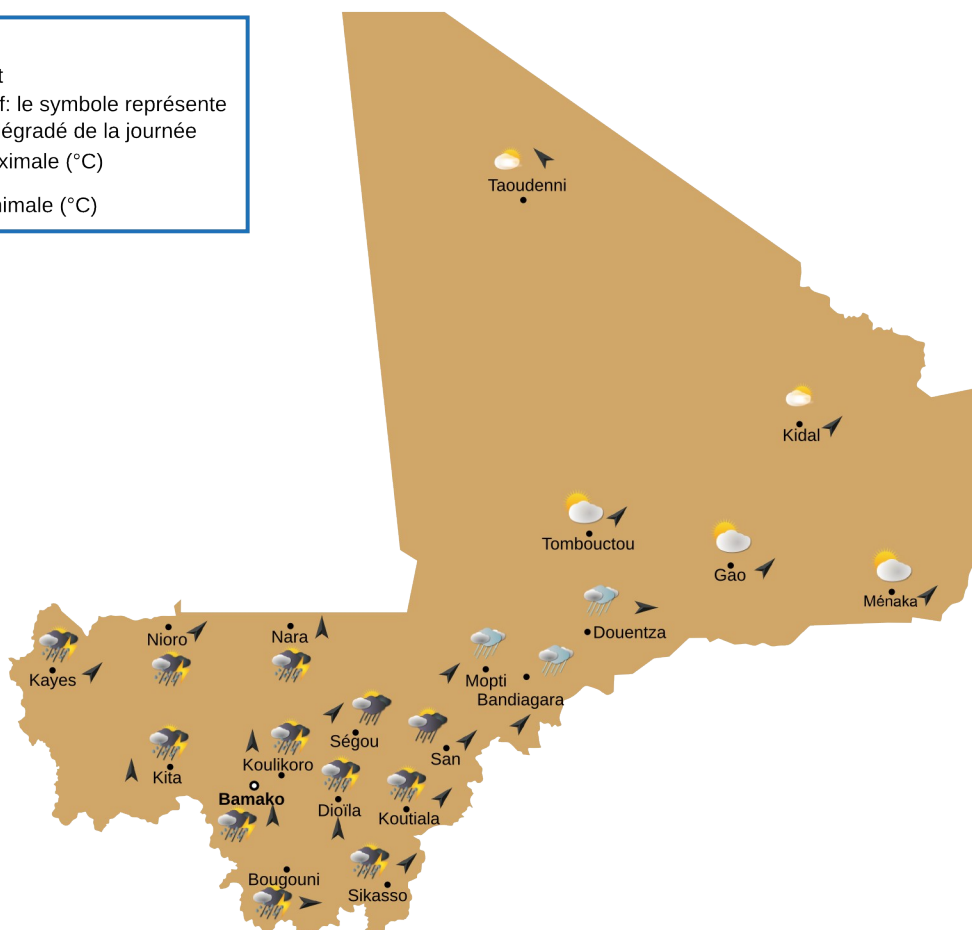 t
f: le symbole représente
égradé de la journée
ximale (°C)
imale (°C)
Taoudenni
Kidal
Tombouctou
Gao
Ménaka
Douentza
Nioro
Nara
Kayes
Mopti
Bandiagara
Ségou
San
Koulikoro
Kita
Bamako
Dioïla
Koutiala
Bougouni
Sikasso